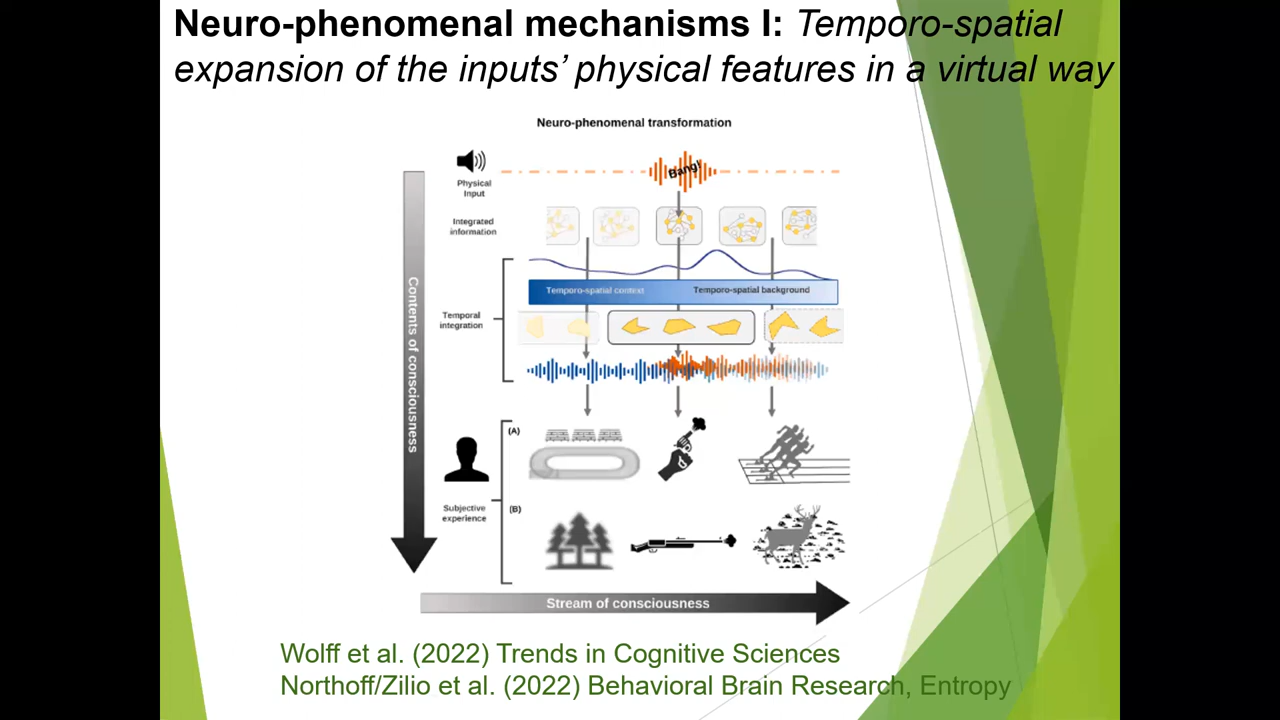 Neuro-phenomenal mechanisms I: Temporo-spatial
expansion of the inputs’ physical features in a virtual way
Neuro-phenomenal transformation
Bang!
Physical
Input
Integrated
information
Temporo-spatial context
Temporo-spatial background
Temporal
integration
Contents of consciousness
(A)
Subjective
experience
(B)
Stream of consciousness
Wolff et al. (2022) Trends in Cognitive Sciences
Northoff/Zilio et al. (2022) Behavioral Brain Research, Entropy